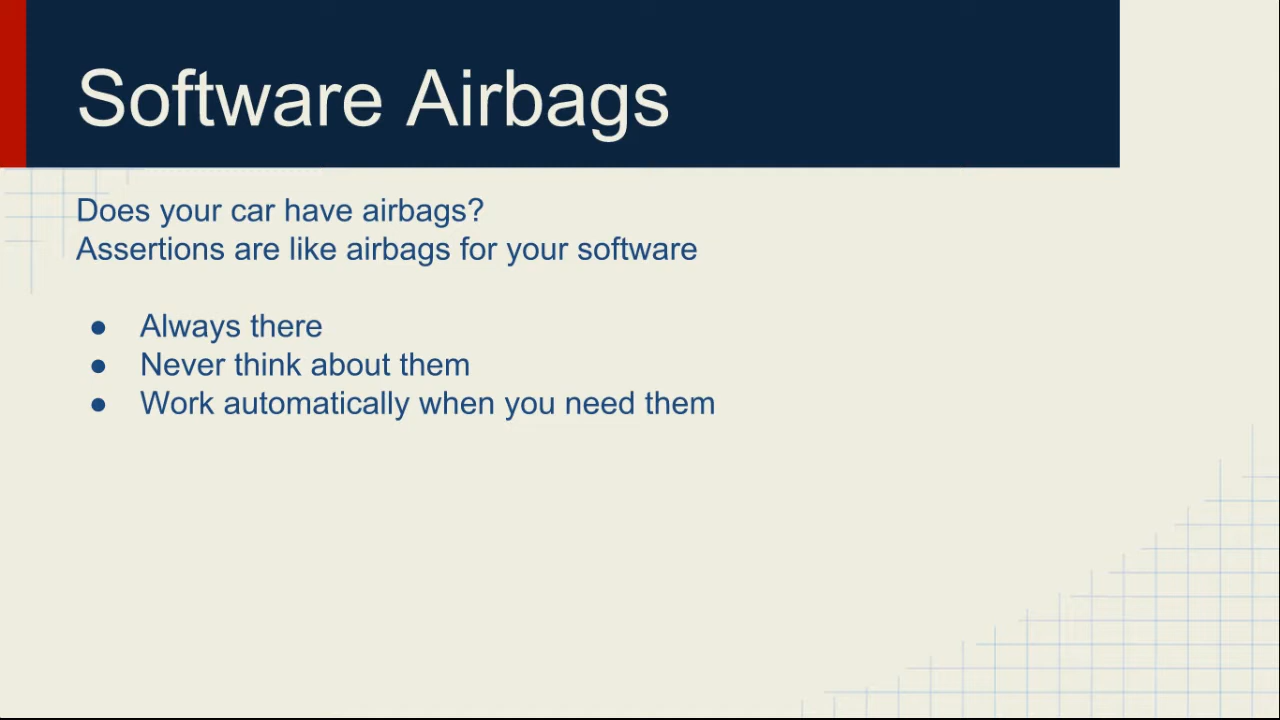 Software Airbags
Does your car have airbags?
Assertions are like airbags for your software
● Always there
● Never think about them
● Work automatically when you need them